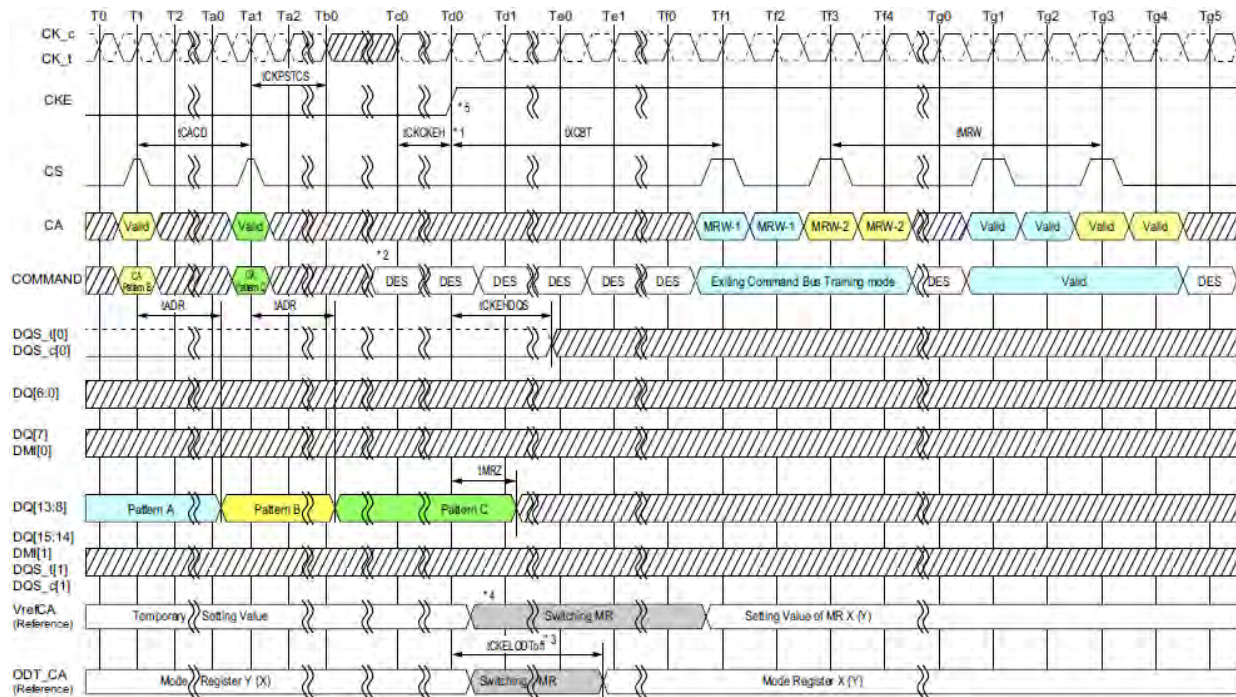 T0 T1 T2 Ta0 Ta1 Ta2 Tb0 Tc0 Td0 Td1 Te0 Te1 Tf0 Tf1 Tf2 Tf3 Tf4 Tg0 Tg1 Tg2 Tg3 Tg4 Tg5
CK_c
CK_t
tCKPSTCS
CKE
*5
tCACD tCKCKEH *1 tXCBT tMRW
CS
CA Valid Valid MRW-1 MRW-1 MRW-2 MRW-2 Valid Valid Valid Valid
*2
COMMAND CA Pattern B CA Pattern C DES DES DES DES DES DES Exiting Command Bus Training mode DES Valid DES
tADR tADR tCKEHDQS
DQS_t[0]
DQS_c[0]
DQ[6:0]
DQ[7]
DMI[0]
tMRZ
DQ[13:8] Pattern A Pattern B Pattern C
DQ[15:14]
DMI[1]
DQS_t[1]
DQS_c[1]
*4
VrefCA Temporary Setting Value Switching MR Setting Value of MR X (Y)
(Reference)
tCKELODToff *3
ODT_CA Mode Register Y (X) Switching MR Mode Register X (Y)
(Reference)